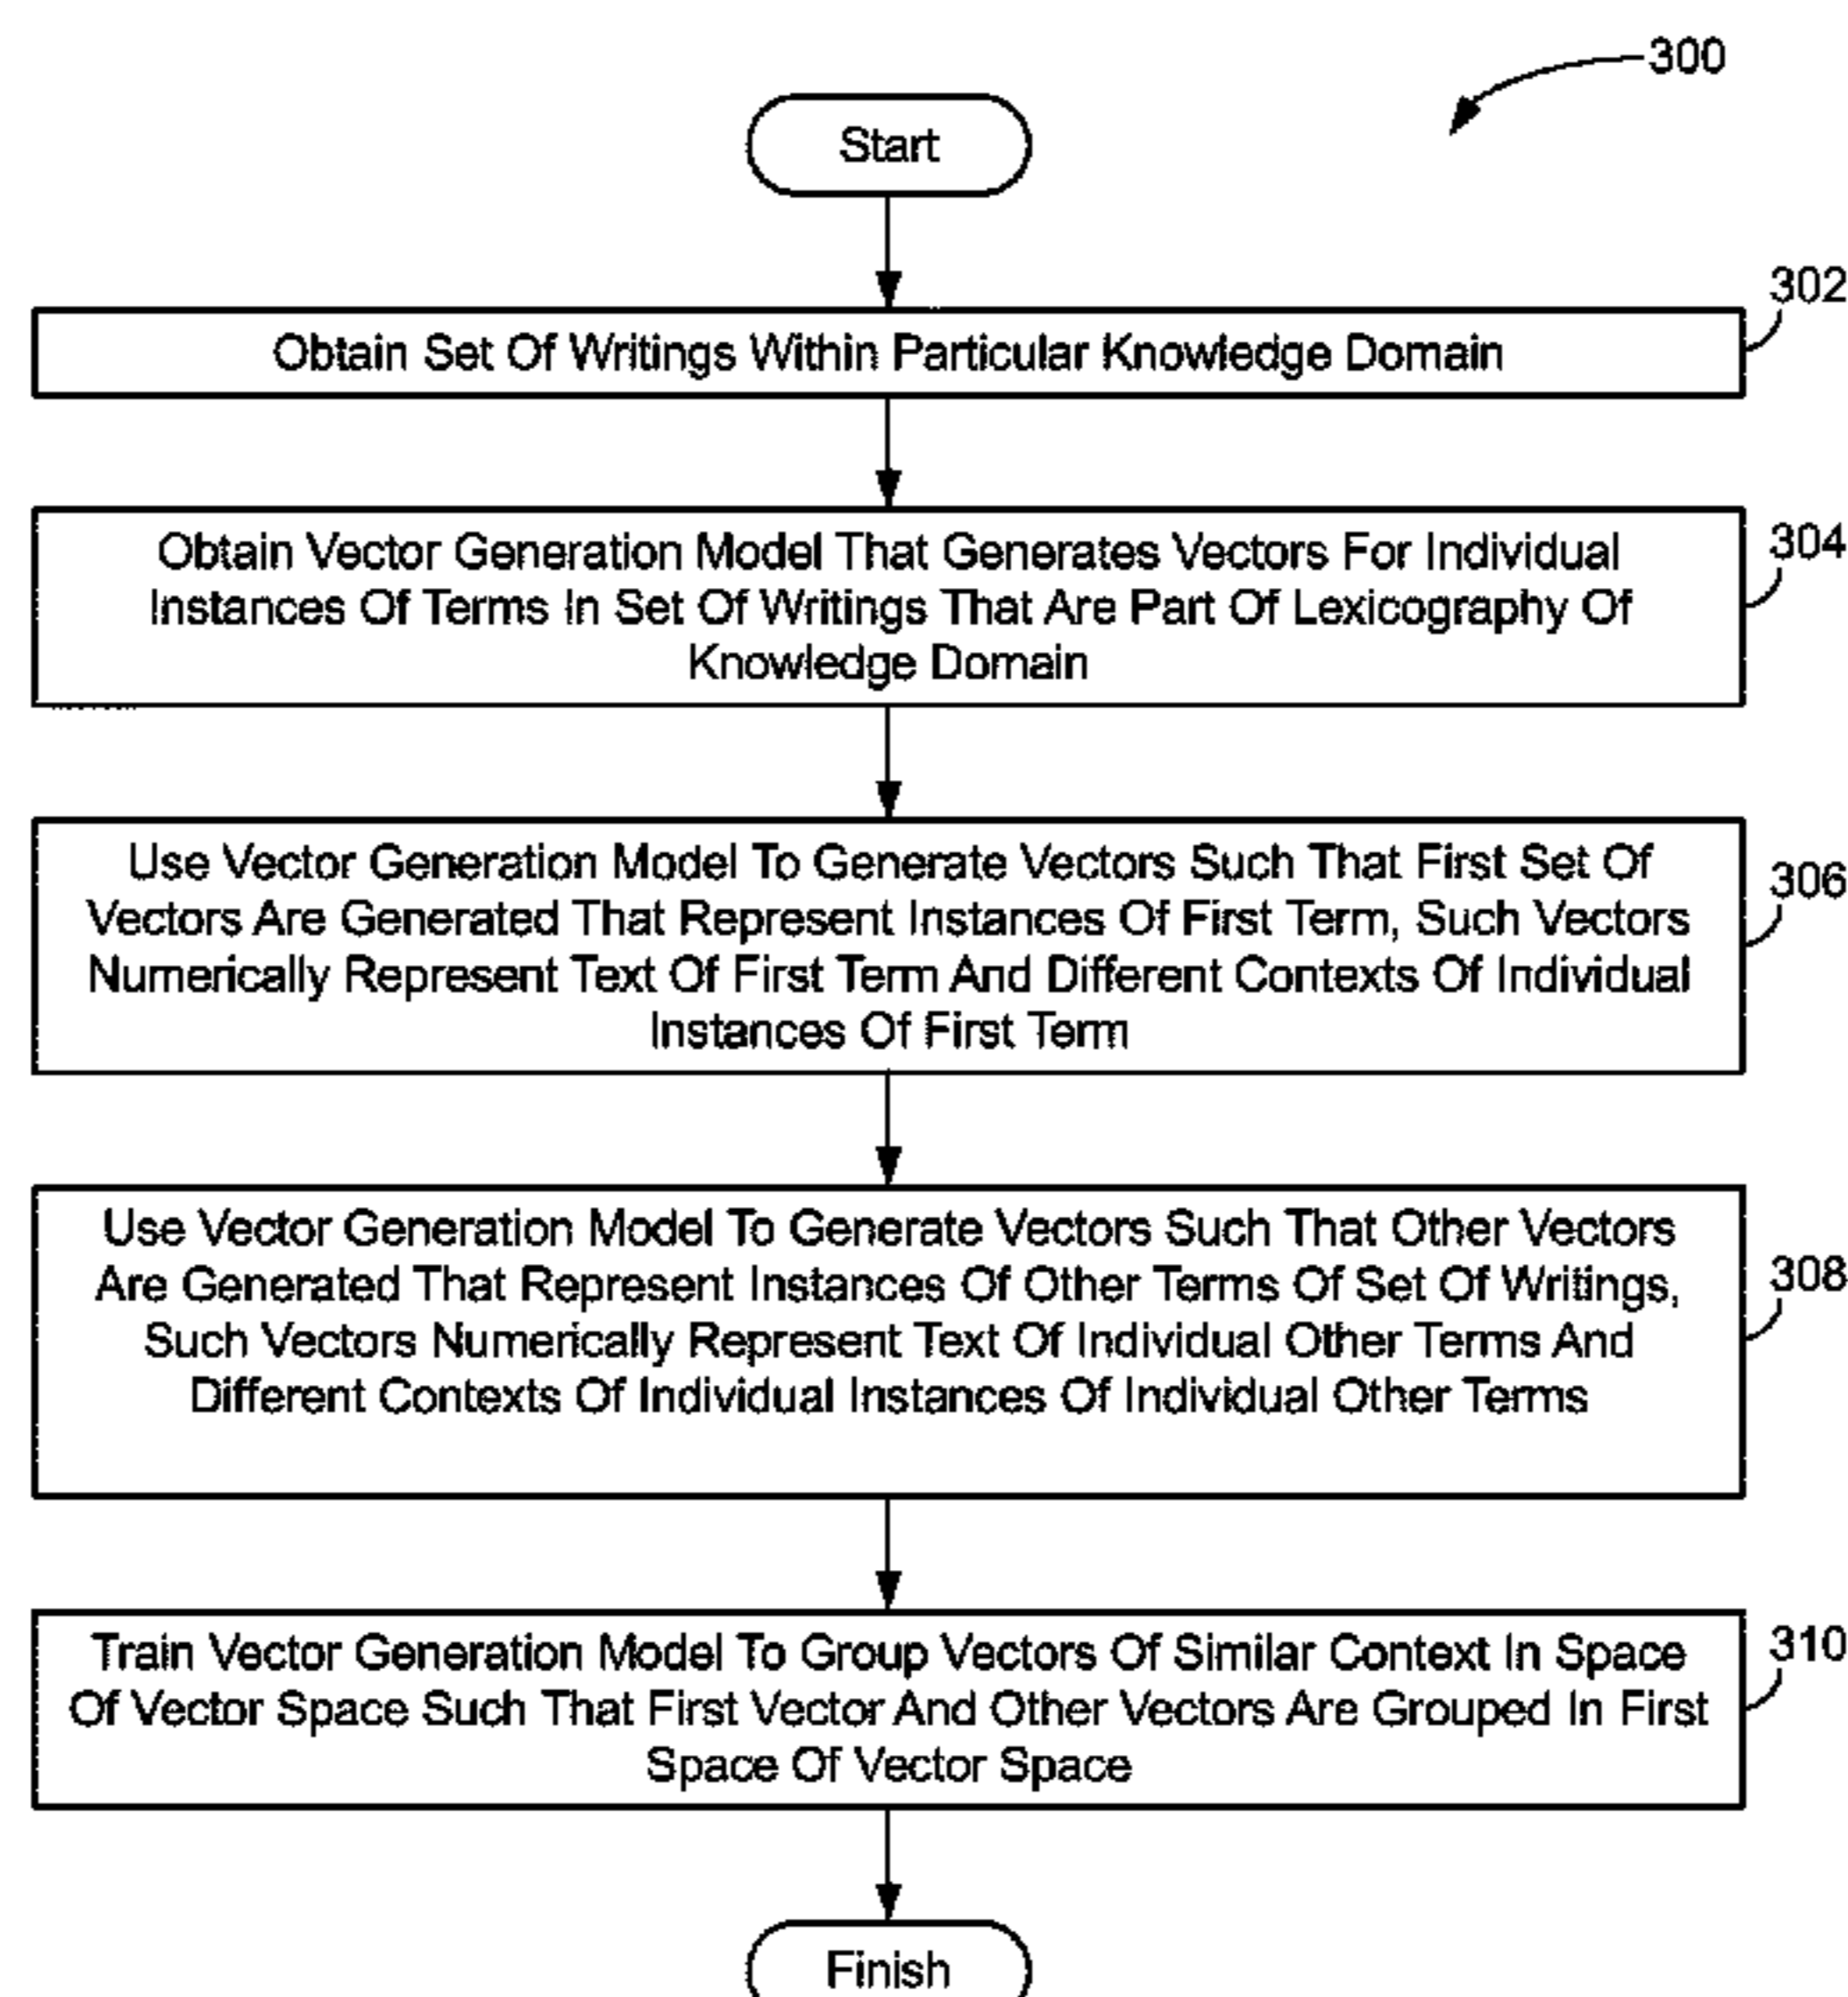 300
Start
302
Obtain Set Of Writings Within Particular Knowledge Domain
304
Obtain Vector Generation Model That Generates Vectors For Individual
Instances Of Terms In Set Of Writings That Are Part Of Lexicography Of
Knowledge Domain
306
Use Vector Generation Model To Generate Vectors Such That First Set Of
Vectors Are Generated That Represent Instances Of First Term, Such Vectors
Numerically Represent Text Of First Term And Different Contexts Of Individual
Instances Of First Term
308
Use Vector Generation Model To Generate Vectors Such That Other Vectors
Are Generated That Represent Instances Of Other Terms Of Set Of Writings,
Such Vectors Numerically Represent Text Of Individual Other Terms And
Different Contexts Of Individual Instances Of Individual Other Terms
310
Train Vector Generation Model To Group Vectors Of Similar Context In Space
Of Vector Space Such That First Vector And Other Vectors Are Grouped In First
Space Of Vector Space
Finish